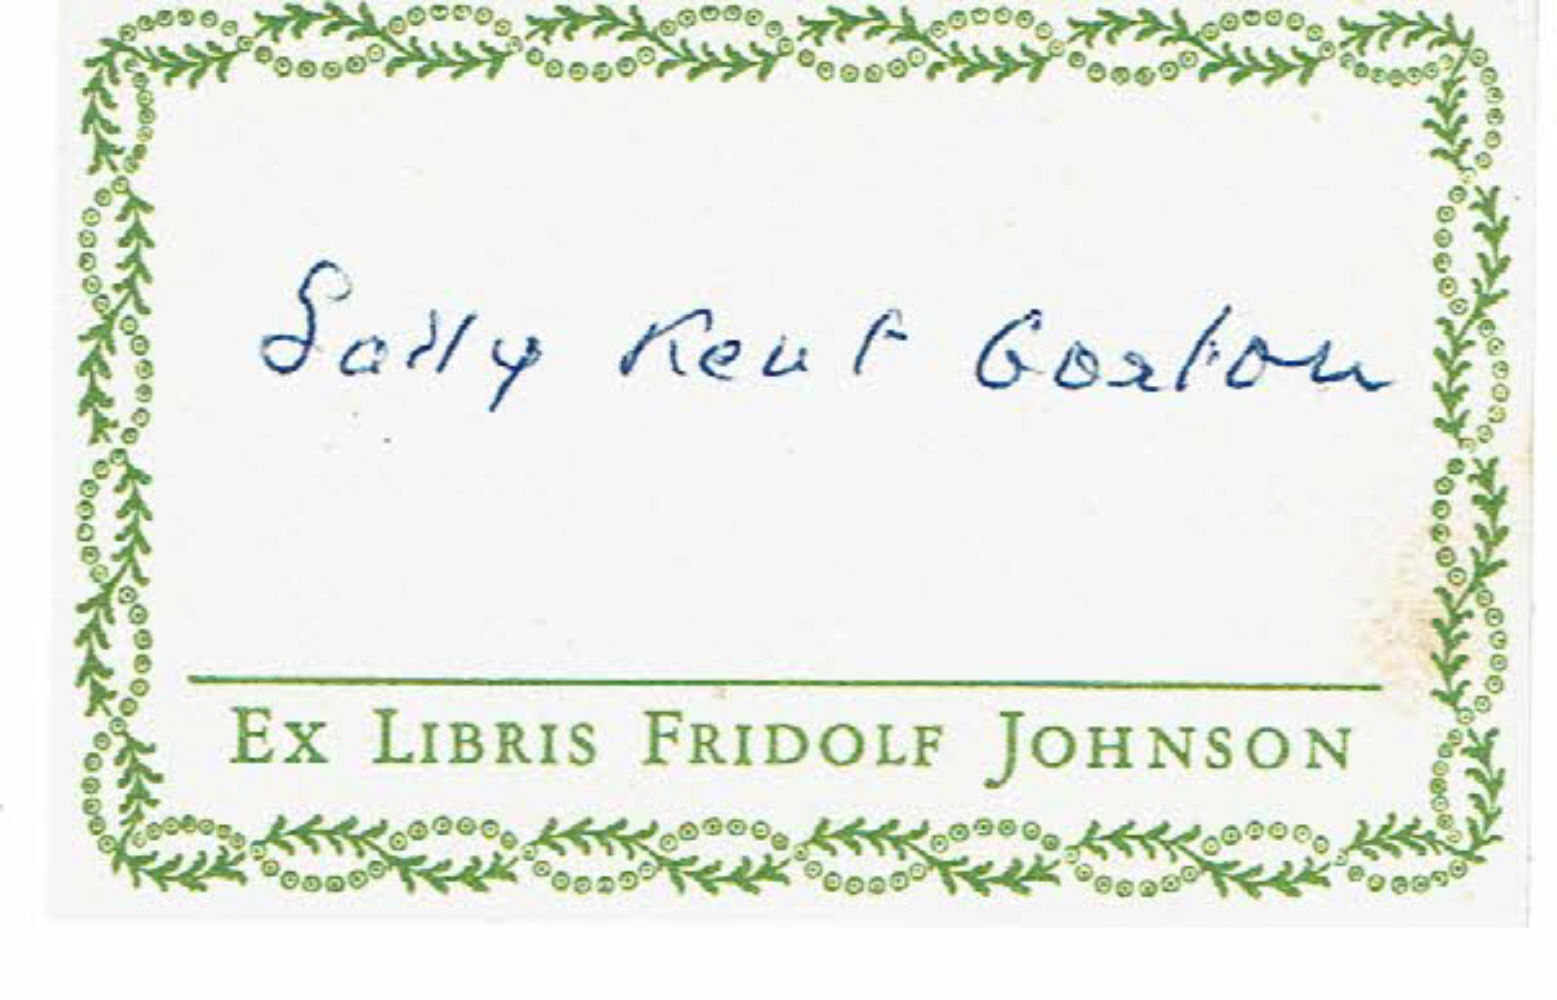 Sally Kent Gorton
EX LIBRIS FRIDOLF JOHNSON